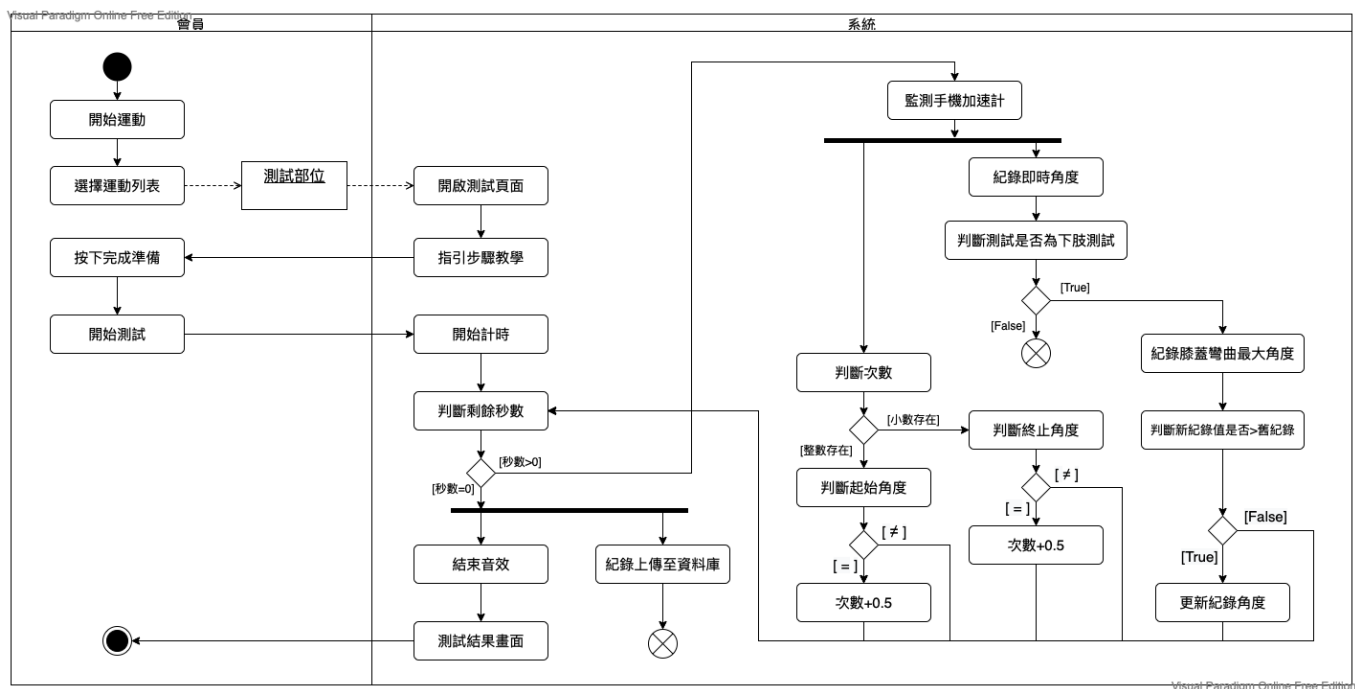 Visual Paradigm Online Free Edition
會員
系統
開始運動
選擇運動列表
測試部位
開啟測試頁面
按下完成準備
指引步驟教學
開始測試
開始計時
判斷剩餘秒數
[秒數>0]
[秒數=0]
結束音效
紀錄上傳至資料庫
測試結果畫面
監測手機加速計
紀錄即時角度
判斷測試是否為下肢測試
[True]
[False]
判斷次數
[小數存在]
[整數存在]
判斷起始角度
[ ≠ ]
[ = ]
次數+0.5
判斷終止角度
[ ≠ ]
[ = ]
次數+0.5
紀錄膝蓋彎曲最大角度
判斷新紀錄值是否>舊紀錄
[False]
[True]
更新紀錄角度
Visual Paradigm Online Free Edition